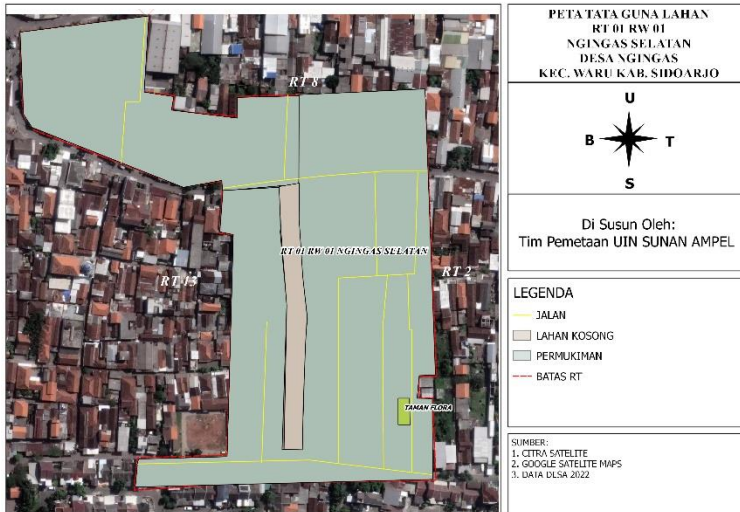 PETA TATA GUNA LAHAN
RT 01 RW 01
NGINGAS SELATAN
DESA NGINGAS
KEC. WARU KAB. SIDOARJO
U
B
T
S
Di Susun Oleh:
Tim Pemetaan UIN SUNAN AMPEL
LEGENDA
JALAN
LAHAN KOSONG
PERMUKIMAN
BATAS RT
SUMBER:
1. CITRA SATELITE
2. GOOGLE SATELITE MAPS
3. DATA DLSA 2022
RT 8
RT 01 RW 01 NGINGAS SELATAN
RT 13
RT 2
TAMAN FLORA